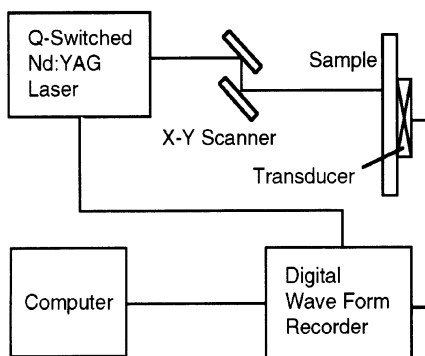 Q-Switched
Nd:YAG
Laser
Sample
X-Y Scanner
Transducer
Computer
Digital
Wave Form
Recorder